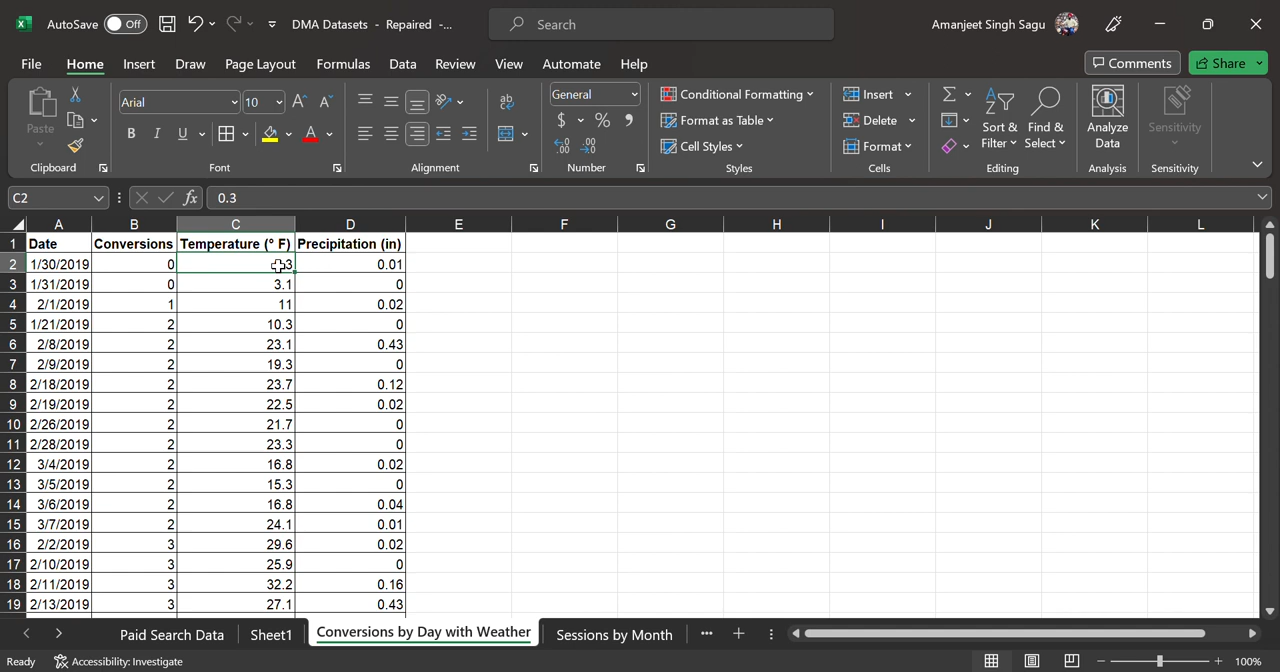 AutoSave Off DMA Datasets - Repaired -... Search Amanjeet Singh Sagu
File Home Insert Draw Page Layout Formulas Data Review View Automate Help Comments Share
Paste Arial 10 General Conditional Formatting Insert
B I U $ % , Format as Table Delete Sort & Filter Find & Select Analyze Data Sensitivity
Cell Styles Format
Clipboard Font Alignment Number Styles Cells Editing Analysis Sensitivity
C2 fx 0.3
A B C D E F G H I J K L
1 Date Conversions Temperature (° F) Precipitation (in)
2 1/30/2019 0 3 0.01
3 1/31/2019 0 3.1 0
4 2/1/2019 1 11 0.02
5 1/21/2019 2 10.3 0
6 2/8/2019 2 23.1 0.43
7 2/9/2019 2 19.3 0
8 2/18/2019 2 23.7 0.12
9 2/19/2019 2 22.5 0.02
10 2/26/2019 2 21.7 0
11 2/28/2019 2 23.3 0
12 3/4/2019 2 16.8 0.02
13 3/5/2019 2 15.3 0
14 3/6/2019 2 16.8 0.04
15 3/7/2019 2 24.1 0.01
16 2/2/2019 3 29.6 0.02
17 2/10/2019 3 25.9 0
18 2/11/2019 3 32.2 0.16
19 2/13/2019 3 27.1 0.43
Paid Search Data Sheet1 Conversions by Day with Weather Sessions by Month ...
Ready Accessibility: Investigate 100%